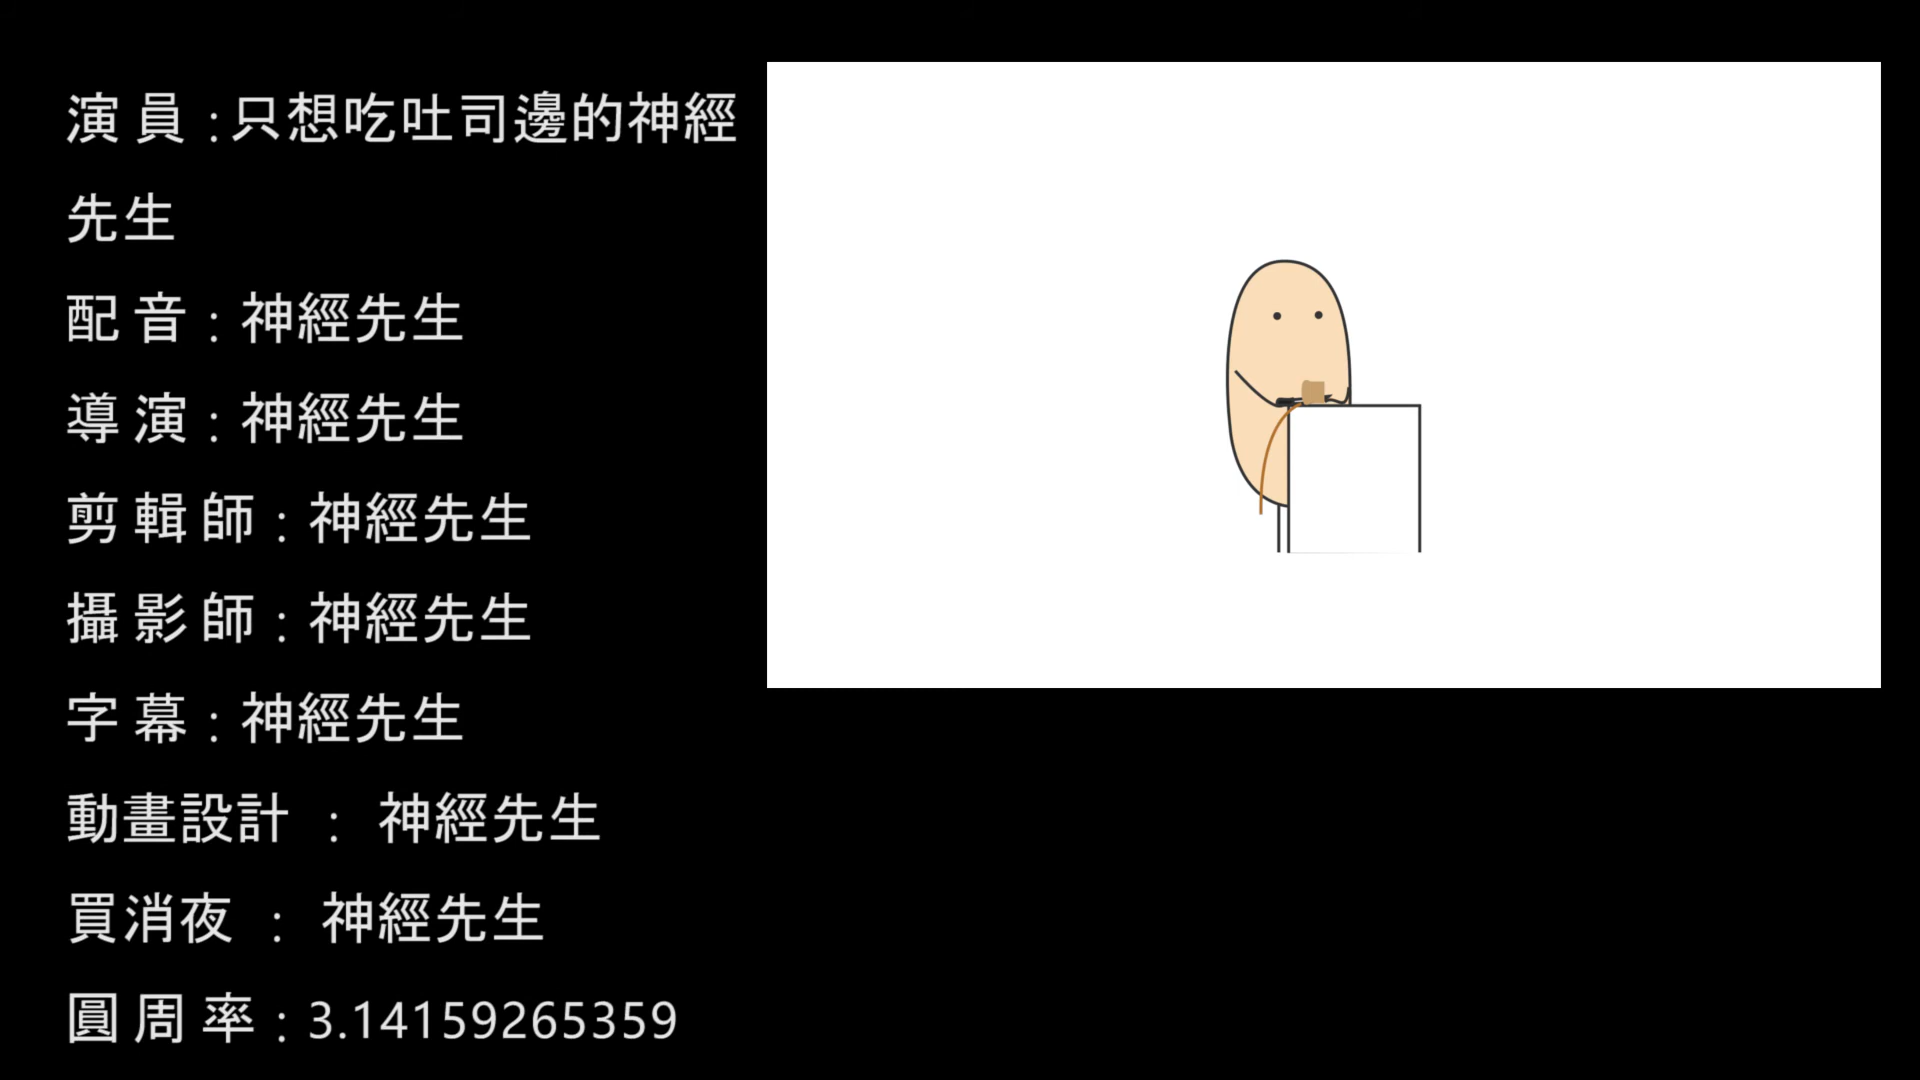 演 員 :只想吃吐司邊的神經
先生
配 音 : 神經先生
導 演 : 神經先生
剪 輯 師 : 神經先生
攝 影 師 : 神經先生
字 幕 : 神經先生
動畫設計 : 神經先生
買消夜 : 神經先生
圓 周 率 : 3.14159265359